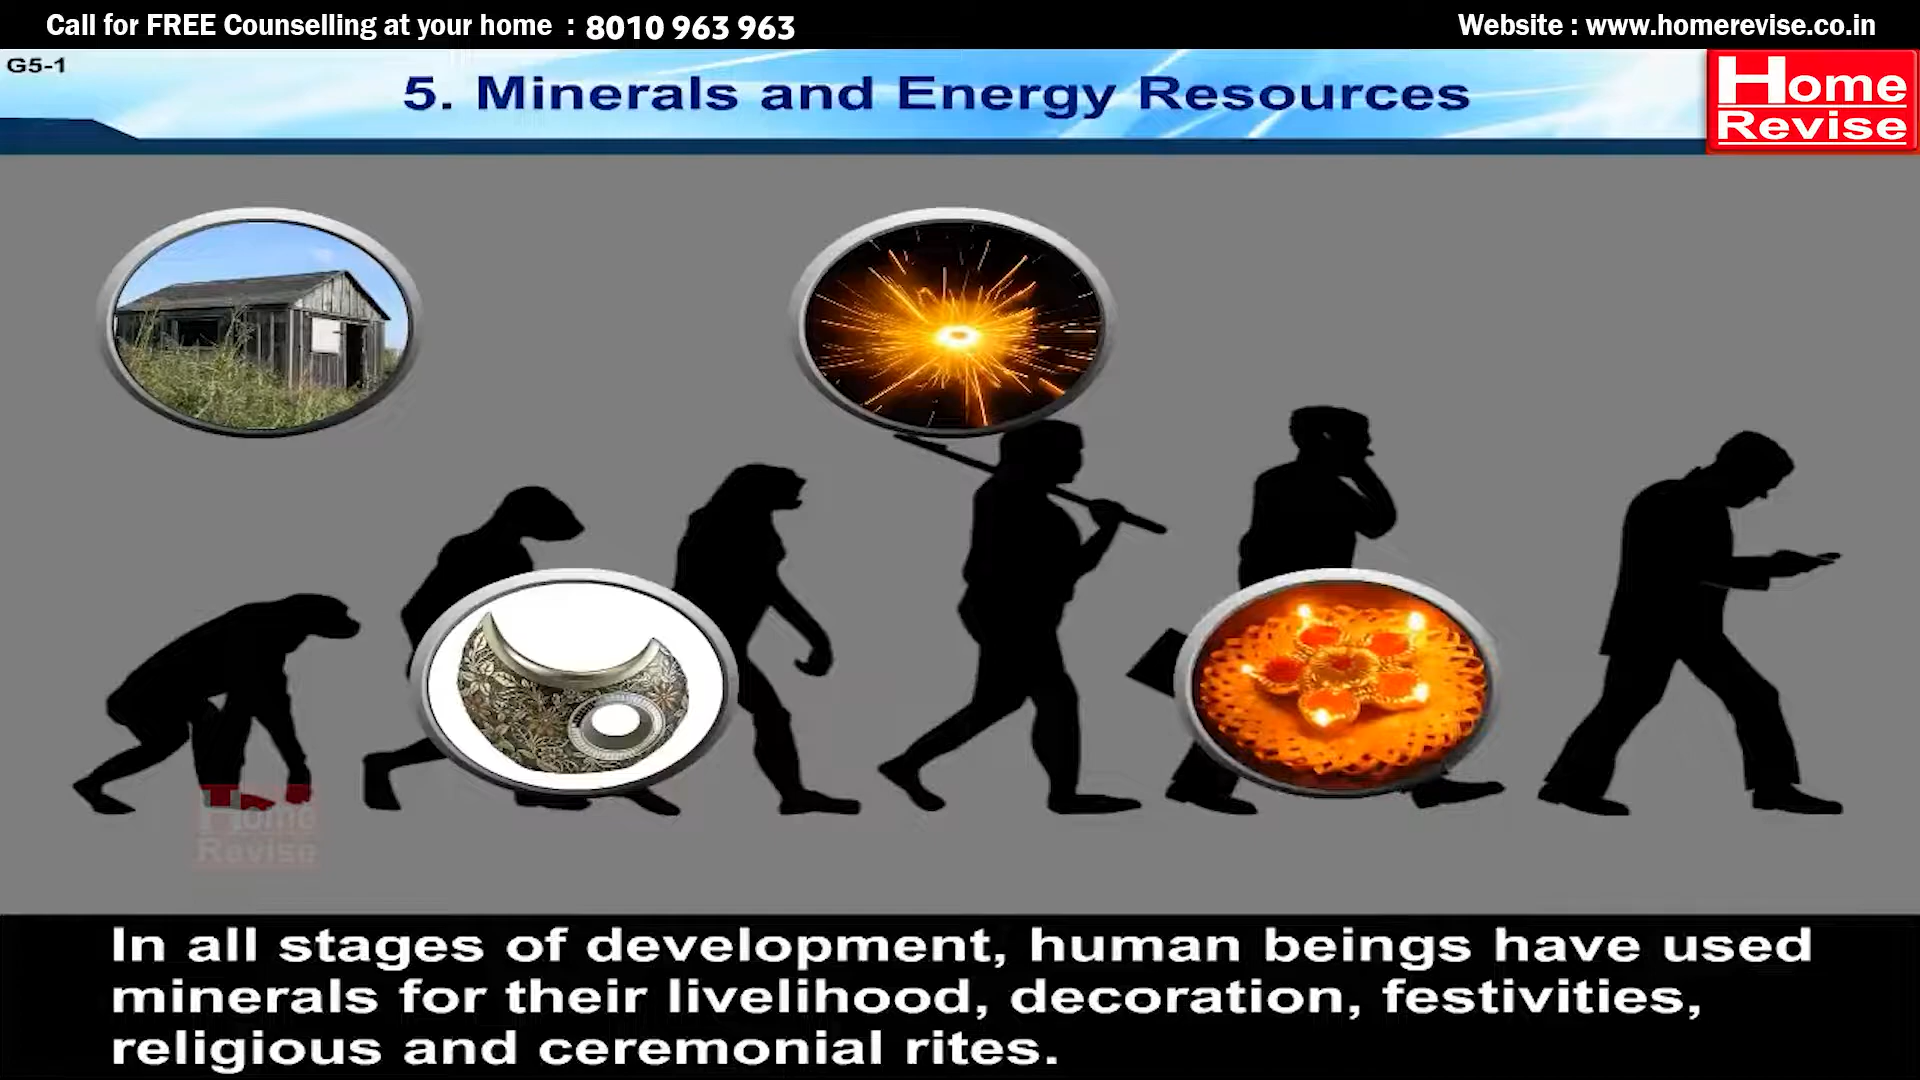 Call for FREE Counselling at your home : 8010 963 963
Website : www.homerevise.co.in
G5-1
5. Minerals and Energy Resources
Home
Revise
Home
Revise
In all stages of development, human beings have used
minerals for their livelihood, decoration, festivities,
religious and ceremonial rites.